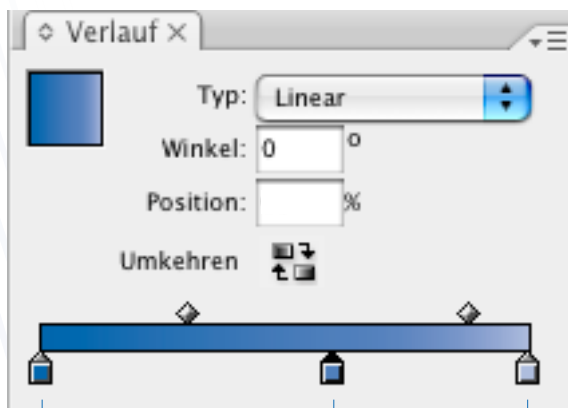 Verlauf
Typ: Linear
Winkel: 0 °
Position: %
Umkehren